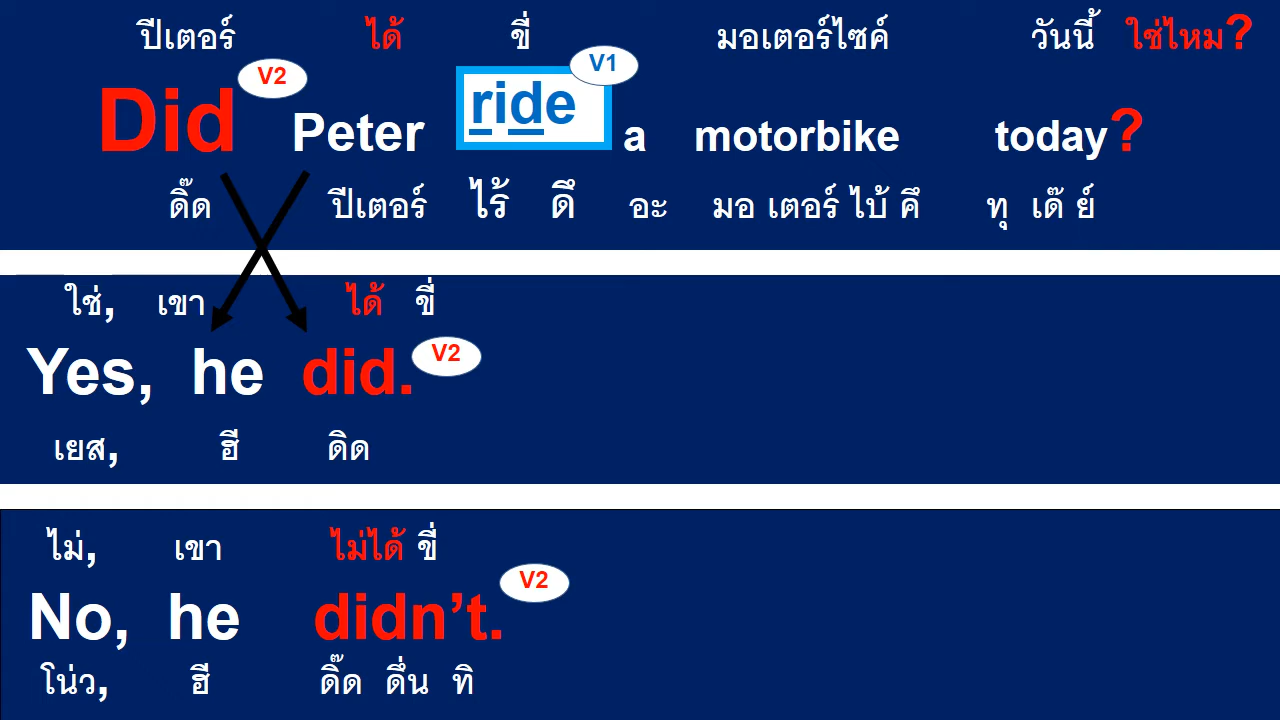 ปีเตอร์ ได้ ขี่ มอเตอร์ไซค์ วันนี้ ใช่ไหม?
Did V2 Peter ride V1 a motorbike today?
ดิ๊ด ปีเตอร์ ไร้ ดึ อะ มอ เตอร์ ไบ้ คึ ทุ เด๊ ย์
ใช่, เขา ได้ ขี่
Yes, he did. V2
เยส, ฮี ดิด
ไม่, เขา ไม่ได้ ขี่
No, he didn’t. V2
โน่ว, ฮี ดิ๊ด ดึ่น ทิ